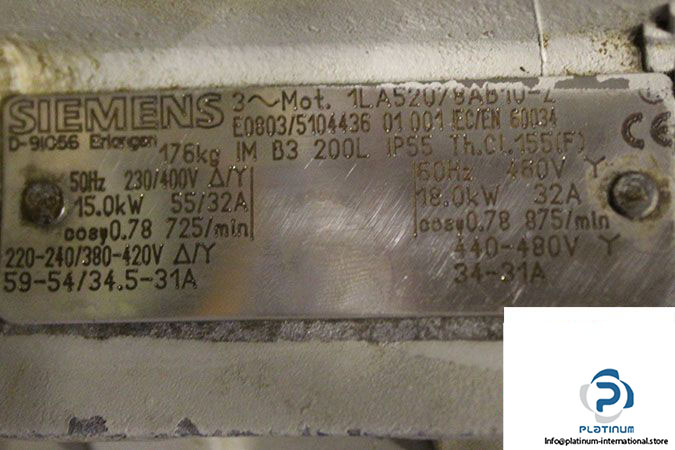 SIEMENS 3~Mot.
D-91056 Erlangen E0803/5104436 01 001 IEC/EN 60034
176kg IM B3 200L IP55 Th.Cl.155(F)
50Hz 230/400V Δ/Y
15.0kW 55/32A
cosφ0.78 725/min
220-240/380-420V Δ/Y
59-54/34.5-31A
60Hz 460V Y
18.0kW 32A
cosφ0.78 875/min
440-480V Y
34-31A
CE
PLATINUM
Info@platinum-international.store